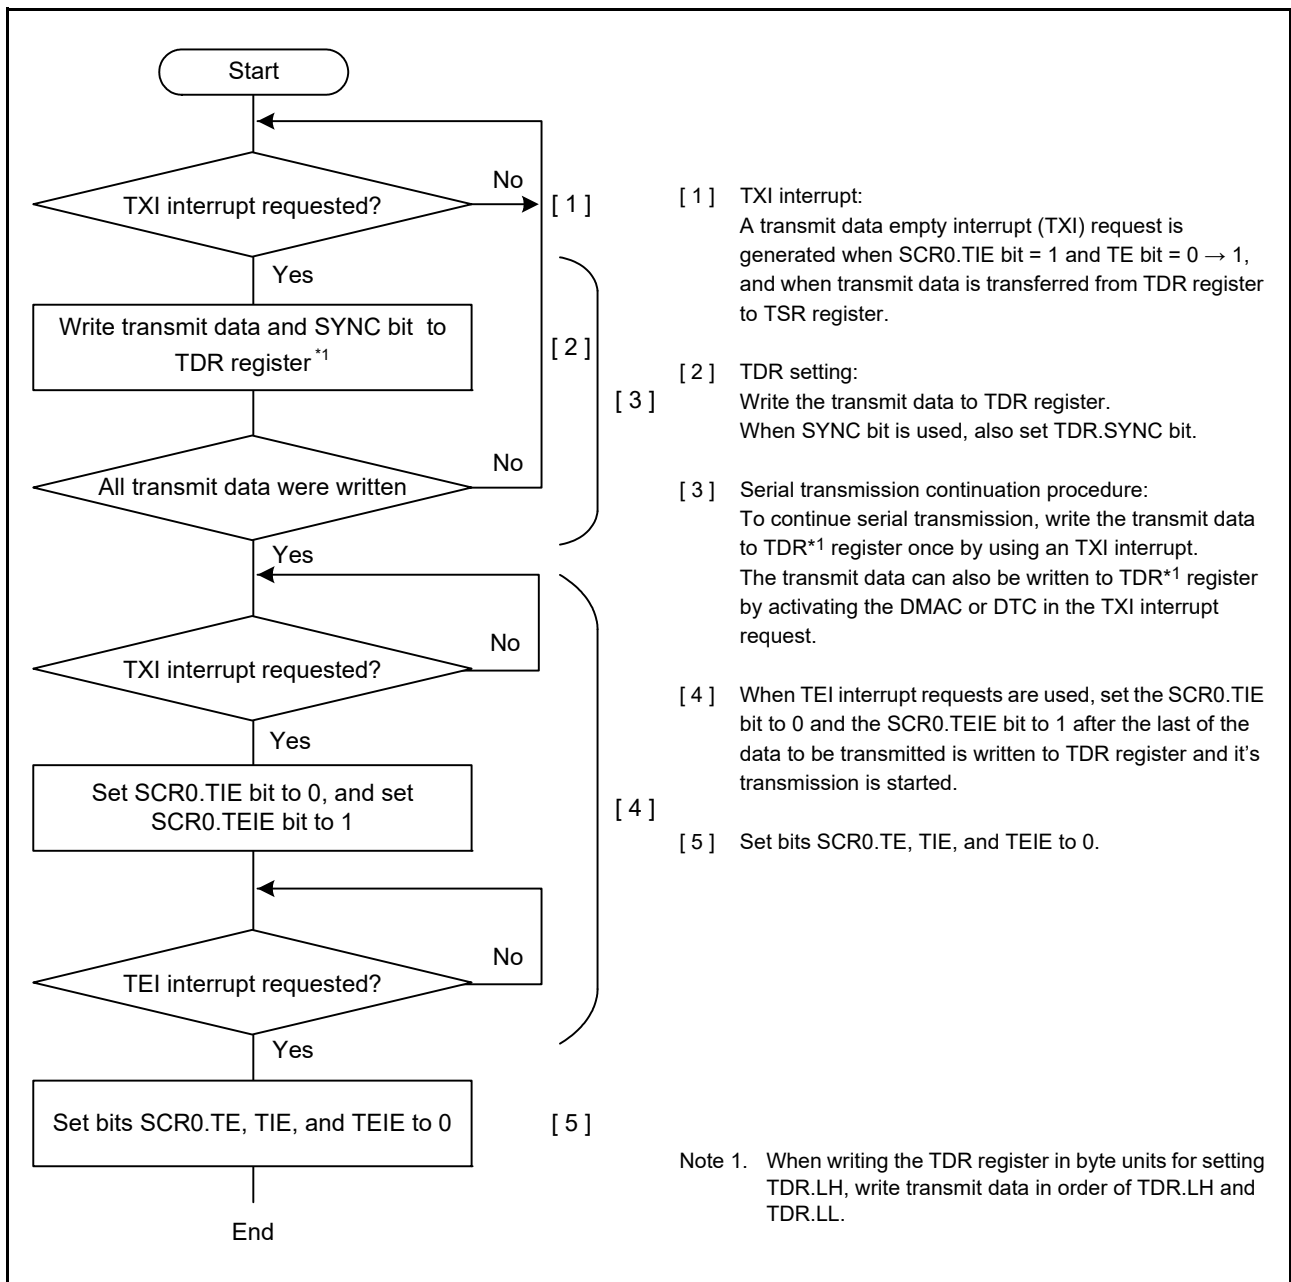 Start
TXI interrupt requested?
No
[ 1 ]
Yes
Write transmit data and SYNC bit  to
TDR register *1
[ 2 ]
[ 3 ]
All transmit data were written
No
Yes
TXI interrupt requested?
No
Yes
Set SCR0.TIE bit to 0, and set
SCR0.TEIE bit to 1
[ 4 ]
TEI interrupt requested?
No
Yes
Set bits SCR0.TE, TIE, and TEIE to 0
[ 5 ]
End
[ 1 ] TXI interrupt:
A transmit data empty interrupt (TXI) request is
generated when SCR0.TIE bit = 1 and TE bit = 0 → 1,
and when transmit data is transferred from TDR register
to TSR register.
[ 2 ] TDR setting:
Write the transmit data to TDR register.
When SYNC bit is used, also set TDR.SYNC bit.
[ 3 ] Serial transmission continuation procedure:
To continue serial transmission, write the transmit data
to TDR*1 register once by using an TXI interrupt.
The transmit data can also be written to TDR*1 register
by activating the DMAC or DTC in the TXI interrupt
request.
[ 4 ] When TEI interrupt requests are used, set the SCR0.TIE
bit to 0 and the SCR0.TEIE bit to 1 after the last of the
data to be transmitted is written to TDR register and it's
transmission is started.
[ 5 ] Set bits SCR0.TE, TIE, and TEIE to 0.
Note 1. When writing the TDR register in byte units for setting
TDR.LH, write transmit data in order of TDR.LH and
TDR.LL.